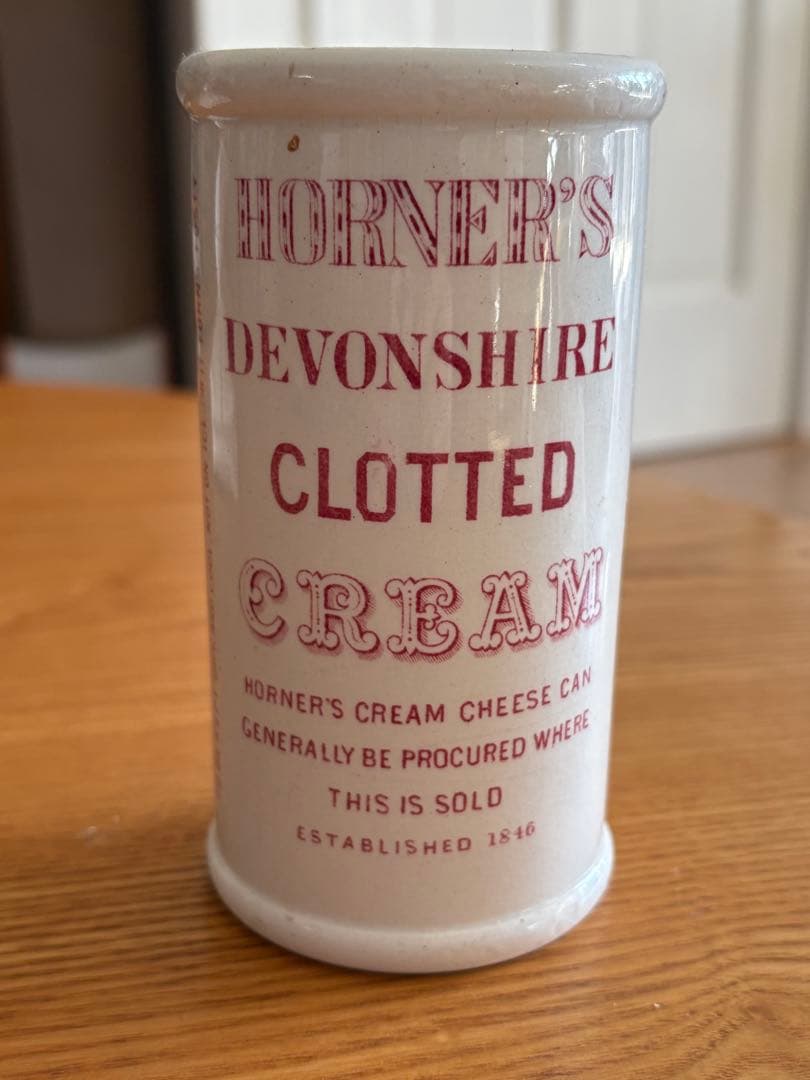 HORNER'S
DEVONSHIRE
CLOTTED
CREAM
HORNER'S CREAM CHEESE CAN
GENERALLY BE PROCURED WHERE
THIS IS SOLD
ESTABLISHED 1846